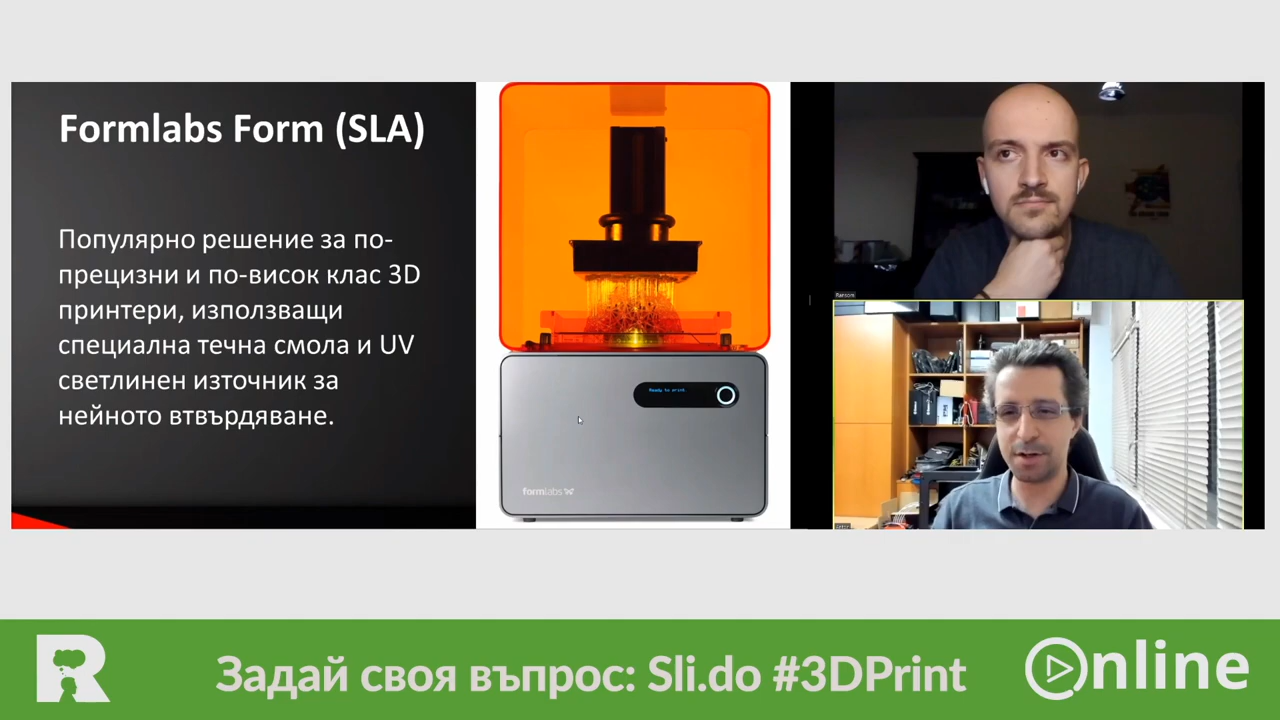 Formlabs Form (SLA)
Популярно решение за по-
прецизни и по-висок клас 3D
принтери, използващи
специална течна смола и UV
светлинен източник за
нейното втвърдяване.
Ready to print.
formlabs
Ransom
R
Задай своя въпрос: Sli.do #3DPrint
Online